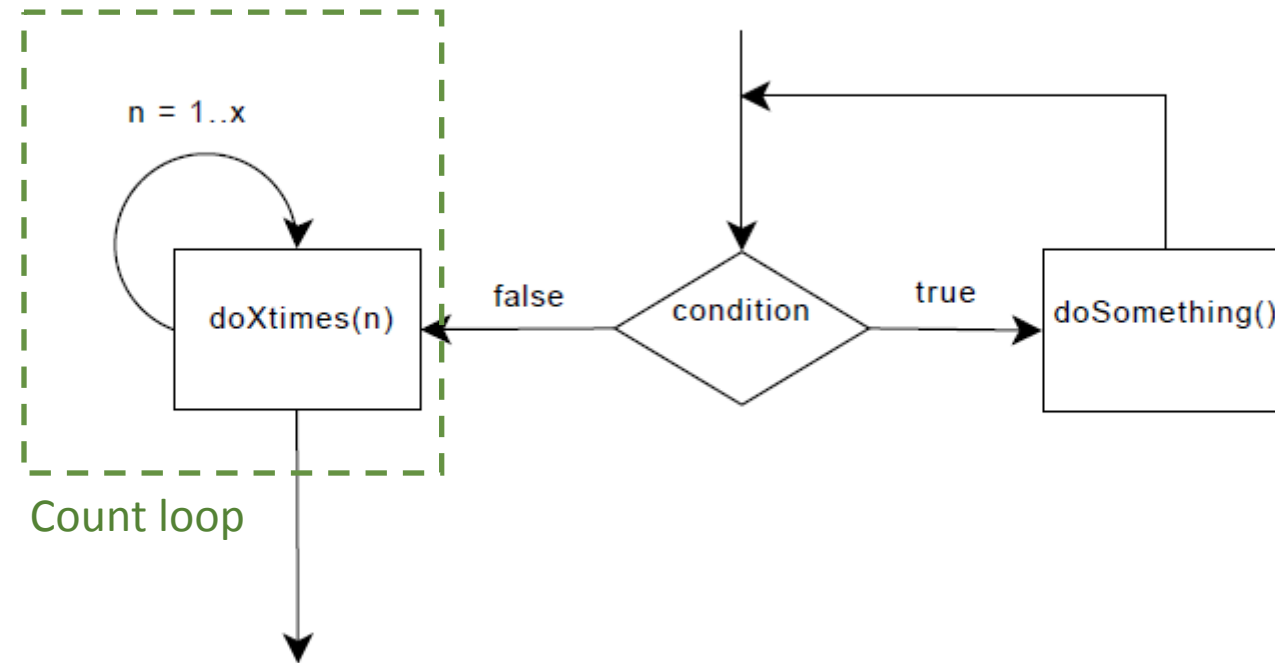 n = 1..x
doXtimes(n)
false
condition
true
doSomething()
Count loop